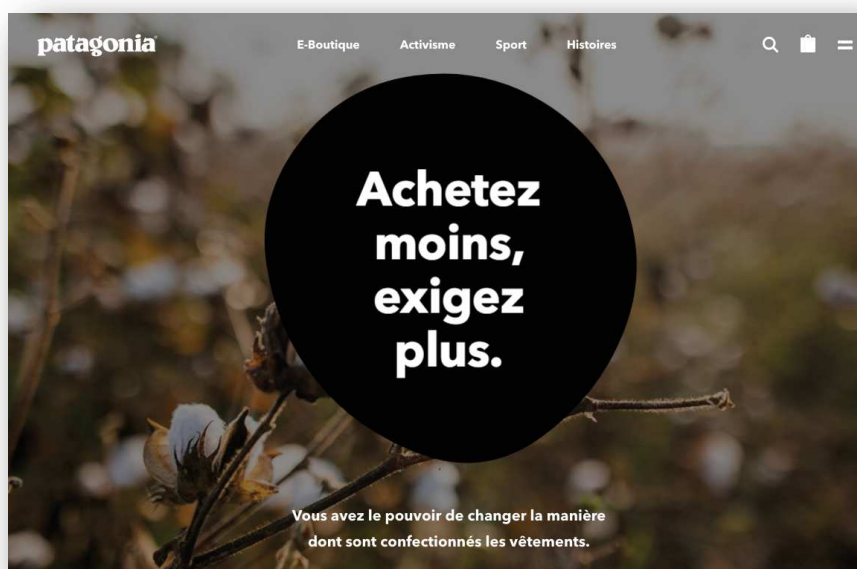 patagonia
E-Boutique Activisme Sport Histoires
Achetez
moins,
exigez
plus.
Vous avez le pouvoir de changer la manière
dont sont confectionnés les vêtements.